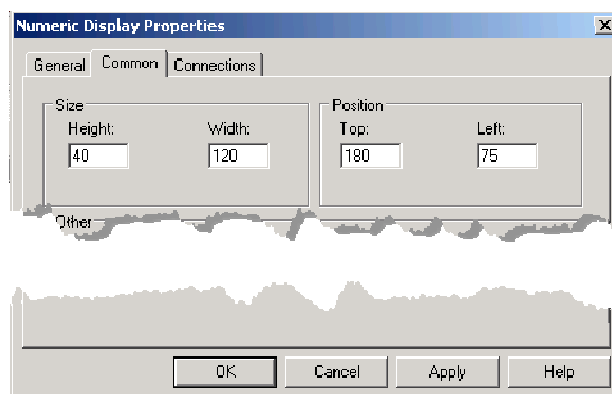 Numeric Display Properties
General Common Connections
Size
Height: Width:
40 120
Position
Top: Left:
180 75
Other
OK Cancel Apply Help